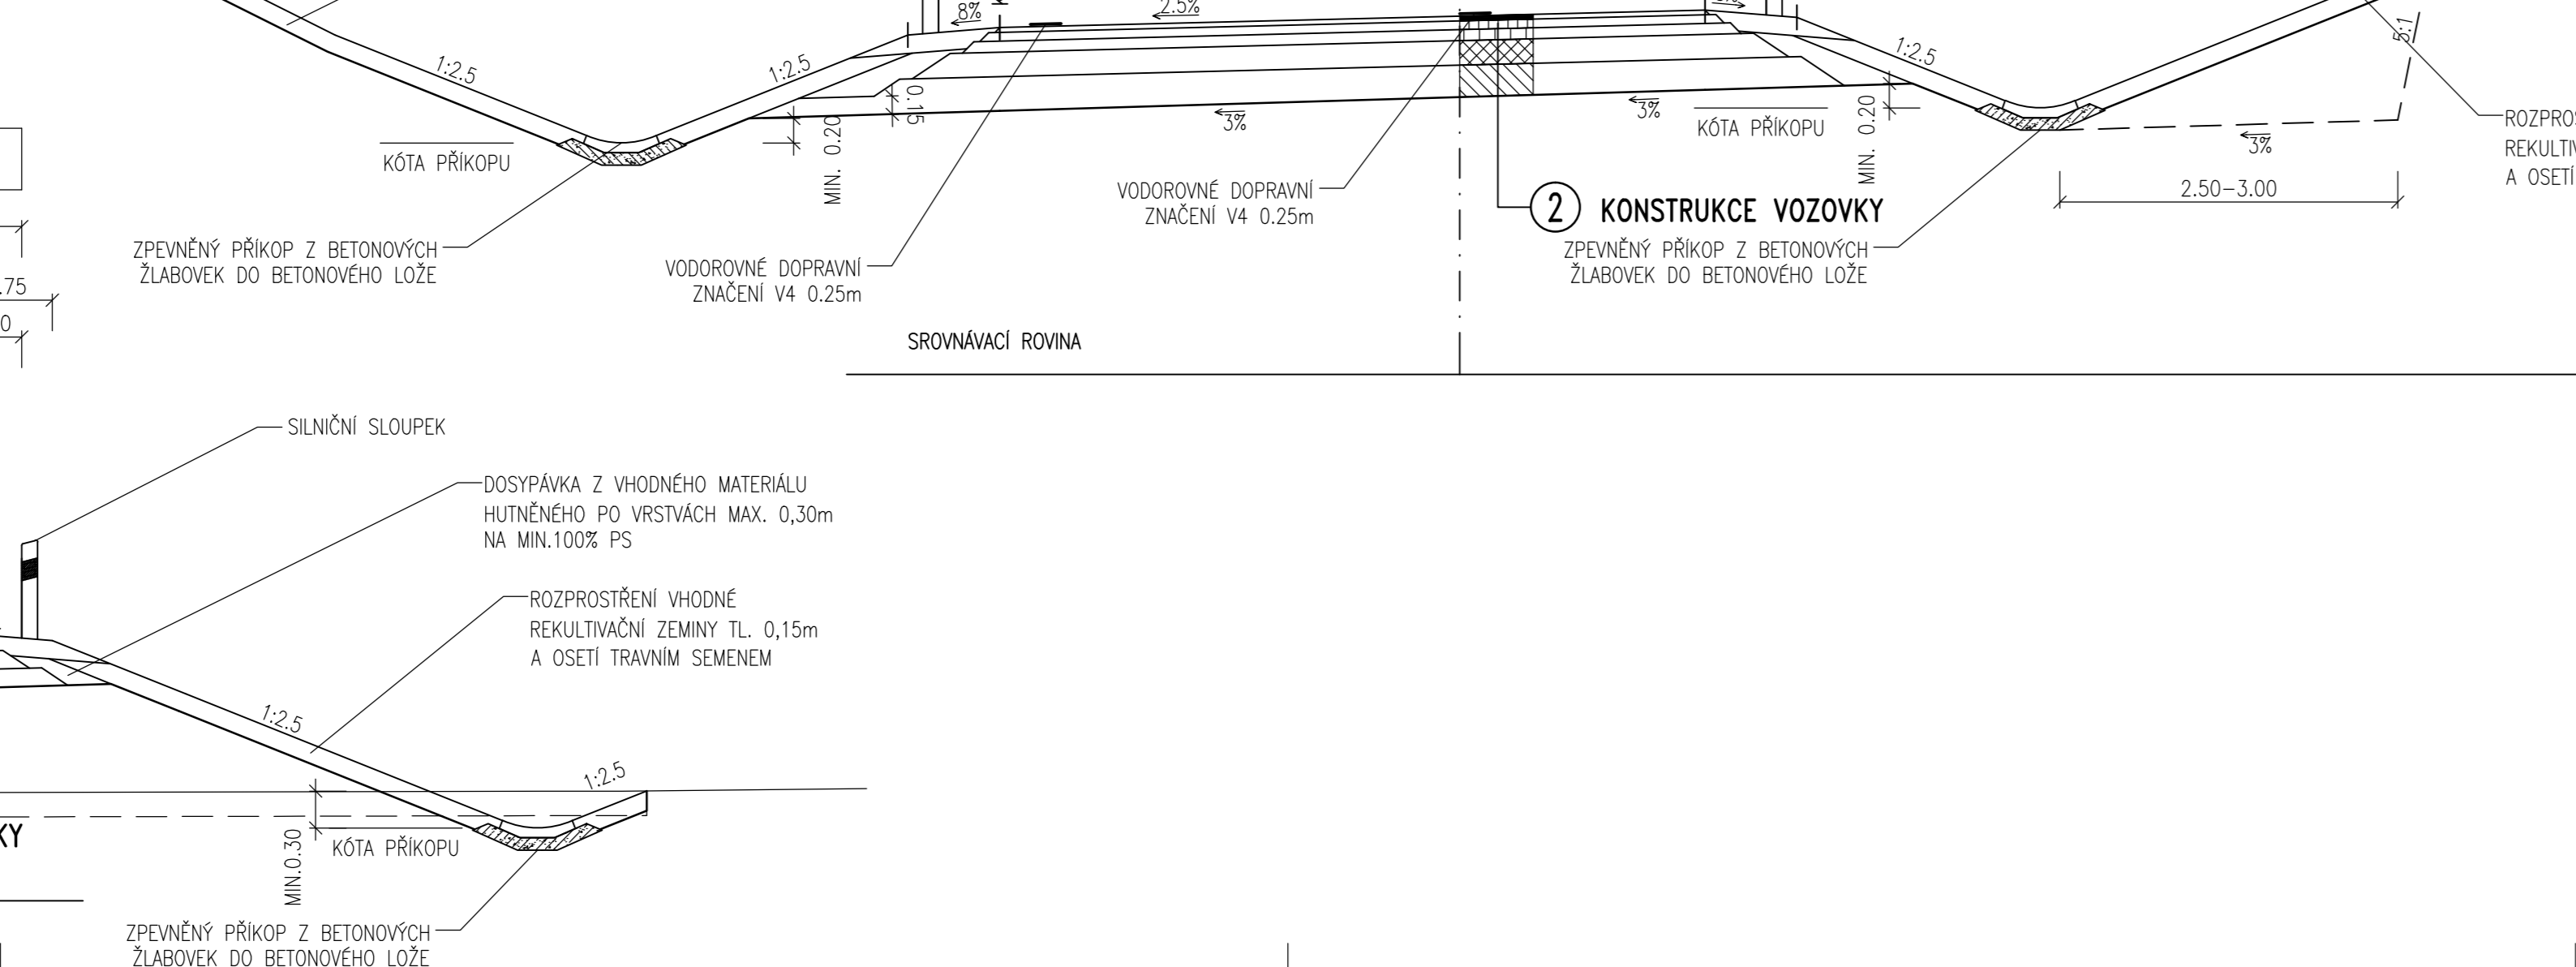 8%
2.5%
1:2.5
1:2.5
0.15
MIN. 0.20
3%
3%
KÓTA PŘÍKOPU
KÓTA PŘÍKOPU
MIN. 0.20
1:2.5
5:1
3%
2.50–3.00
ROZPROS
REKULTIV
A OSETÍ
VODOROVNÉ DOPRAVNÍ
ZNAČENÍ V4 0.25m
2 KONSTRUKCE VOZOVKY
ZPEVNĚNÝ PŘÍKOP Z BETONOVÝCH
ŽLABOVEK DO BETONOVÉHO LOŽE
ZPEVNĚNÝ PŘÍKOP Z BETONOVÝCH
ŽLABOVEK DO BETONOVÉHO LOŽE
VODOROVNÉ DOPRAVNÍ
ZNAČENÍ V4 0.25m
.75
0
SROVNÁVACÍ ROVINA
SILNIČNÍ SLOUPEK
DOSYPÁVKA Z VHODNÉHO MATERIÁLU
HUTNĚNÉHO PO VRSTVÁCH MAX. 0,30m
NA MIN.100% PS
ROZPROSTŘENÍ VHODNÉ
REKULTIVAČNÍ ZEMINY TL. 0,15m
A OSETÍ TRAVNÍM SEMENEM
1:2.5
1:2.5
KY
MIN.0.30
KÓTA PŘÍKOPU
ZPEVNĚNÝ PŘÍKOP Z BETONOVÝCH
ŽLABOVEK DO BETONOVÉHO LOŽE